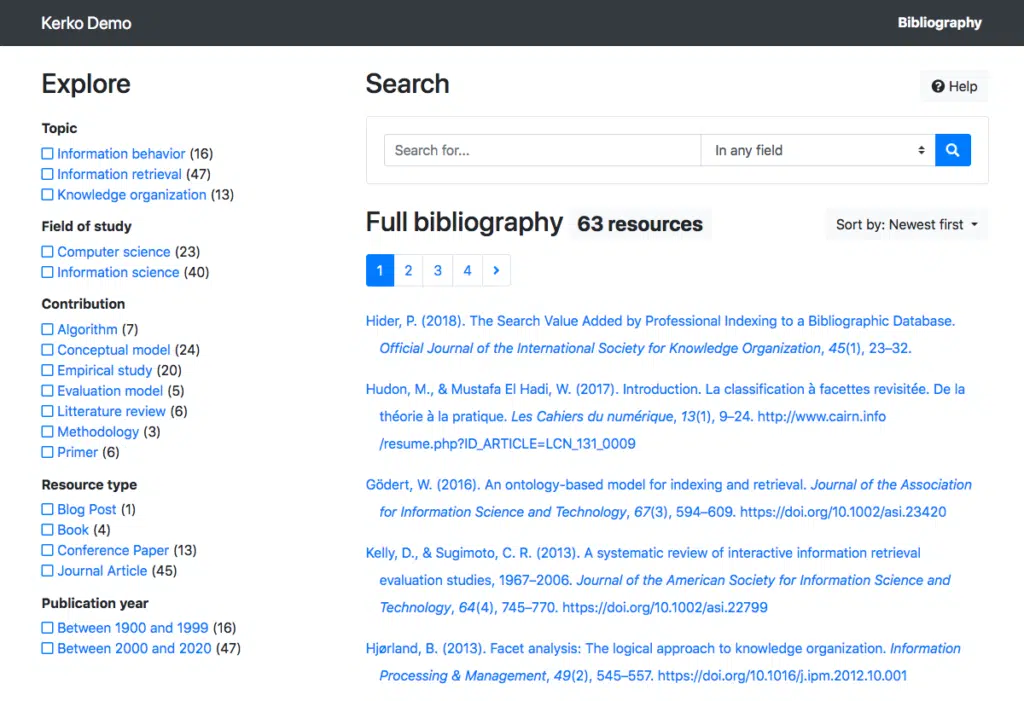 Kerko Demo
Bibliography
Explore
Topic
Information behavior (16)
Information retrieval (47)
Knowledge organization (13)
Field of study
Computer science (23)
Information science (40)
Contribution
Algorithm (7)
Conceptual model (24)
Empirical study (20)
Evaluation model (5)
Litterature review (6)
Methodology (3)
Primer (6)
Resource type
Blog Post (1)
Book (4)
Conference Paper (13)
Journal Article (45)
Publication year
Between 1900 and 1999 (16)
Between 2000 and 2020 (47)
Search
Help
Search for...
In any field
Full bibliography 63 resources
Sort by: Newest first
1 2 3 4
Hider, P. (2018). The Search Value Added by Professional Indexing to a Bibliographic Database.
Official Journal of the International Society for Knowledge Organization, 45(1), 23–32.
Hudon, M., & Mustafa El Hadi, W. (2017). Introduction. La classification à facettes revisitée. De la
théorie à la pratique. Les Cahiers du numérique, 13(1), 9–24. http://www.cairn.info
/resume.php?ID_ARTICLE=LCN_131_0009
Gödert, W. (2016). An ontology-based model for indexing and retrieval. Journal of the Association
for Information Science and Technology, 67(3), 594–609. https://doi.org/10.1002/asi.23420
Kelly, D., & Sugimoto, C. R. (2013). A systematic review of interactive information retrieval
evaluation studies, 1967–2006. Journal of the American Society for Information Science and
Technology, 64(4), 745–770. https://doi.org/10.1002/asi.22799
Hjørland, B. (2013). Facet analysis: The logical approach to knowledge organization. Information
Processing & Management, 49(2), 545–557. https://doi.org/10.1016/j.ipm.2012.10.001